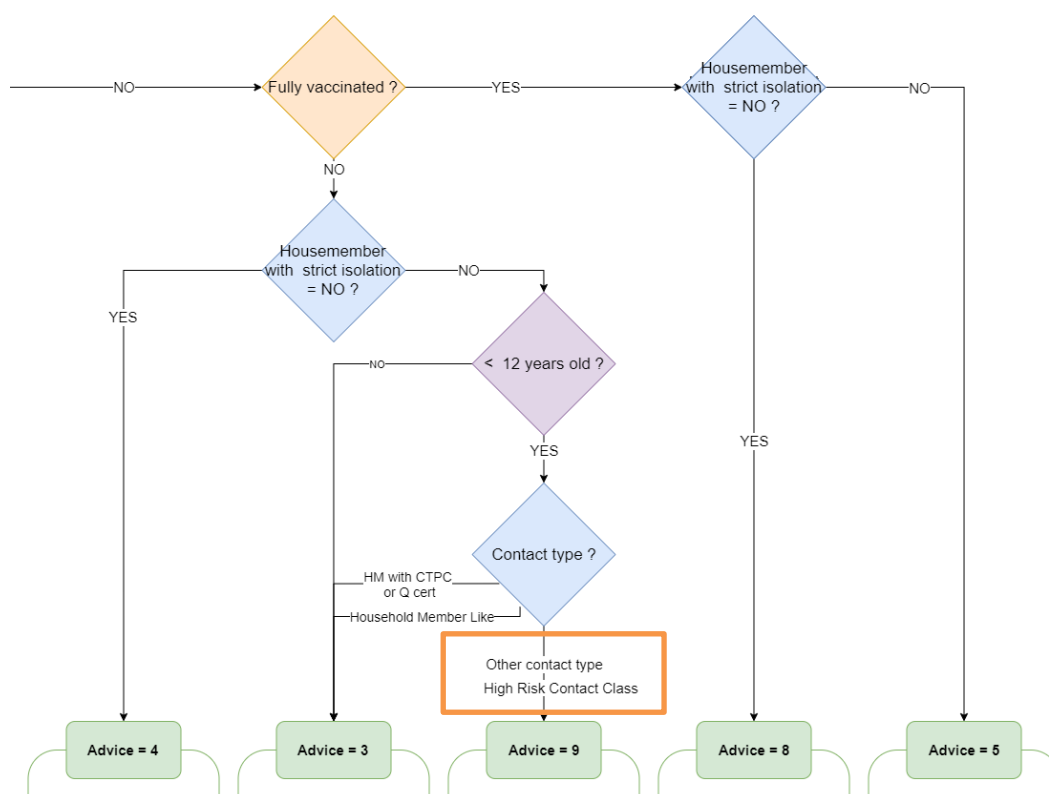 NO
Fully vaccinated ?
YES
Housemember
with strict isolation
= NO ?
NO
NO
Housemember
with strict isolation
= NO ?
NO
YES
< 12 years old ?
NO
YES
YES
Contact type ?
HM with CTPC
or Q cert
Household Member Like
Other contact type
High Risk Contact Class
Advice = 4
Advice = 3
Advice = 9
Advice = 8
Advice = 5